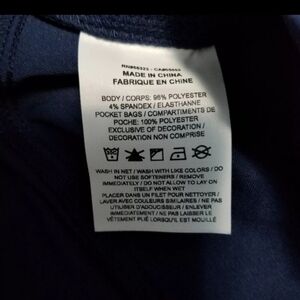 MADE IN CHINA
FABRIQUE EN CHINE
BODY / CORPS: 96% POLYESTER
4% SPANDEX / ELASTHANNE
POCKET BAGS / COMPARTIMENTS DE
POCHE: 100% POLYESTER
EXCLUSIVE OF DECORATION /
DECORATION NON COMPRISE
WASH IN NET / WASH WITH LIKE COLORS / DO
NOT USE SOFTENERS / REMOVE
IMMEDIATELY / DO NOT ALLOW TO LAY ON
ITSELF WHEN WET
PLACER DANS UN FILET POUR NETTOYER /
LAVER AVEC COULEURS SIMILAIRES / NE PAS
UTILISER D'ADOUCISSEUR / ENLEVER
IMMÉDIATEMENT / NE PAS LAISSER LE
VÊTEMENT PLIÉ LORSQU'IL EST MOUILLÉ